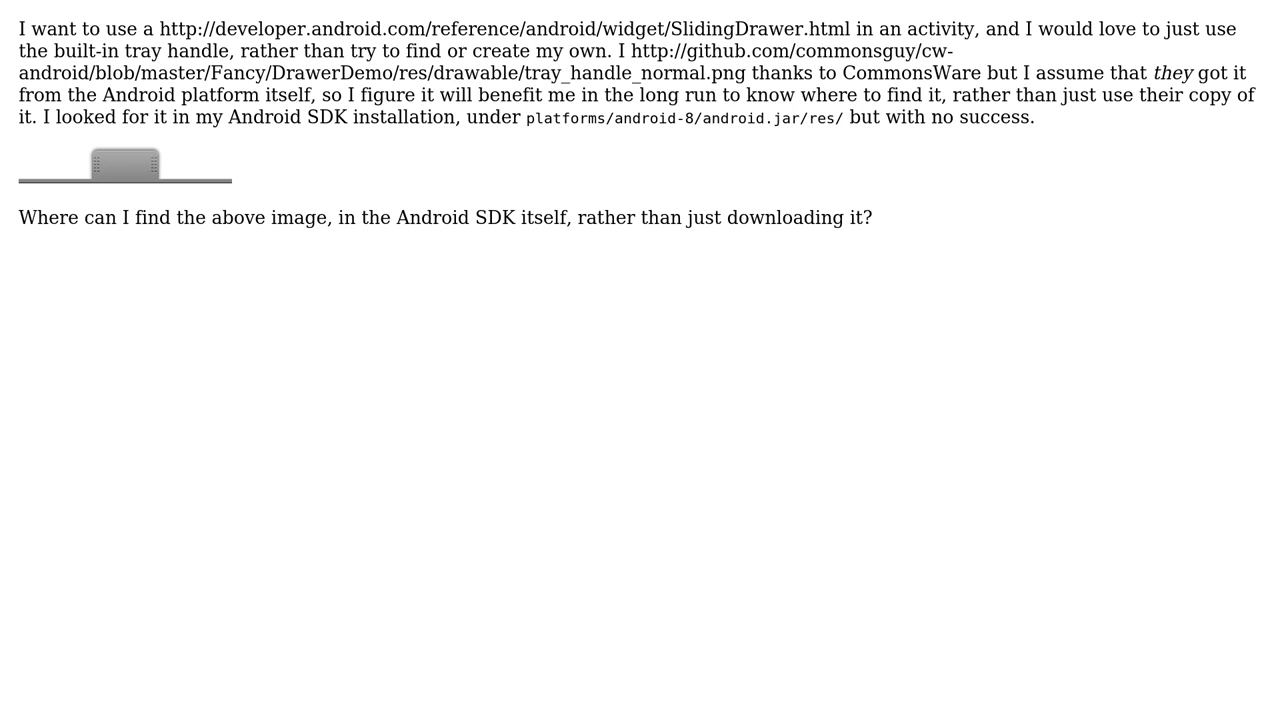 I want to use a http://developer.android.com/reference/android/widget/SlidingDrawer.html in an activity, and I would love to just use
the built-in tray handle, rather than try to find or create my own. I http://github.com/commonsguy/cw-
android/blob/master/Fancy/DrawerDemo/res/drawable/tray_handle_normal.png thanks to CommonsWare but I assume that they got it
from the Android platform itself, so I figure it will benefit me in the long run to know where to find it, rather than just use their copy of
it. I looked for it in my Android SDK installation, under platforms/android-8/android.jar/res/ but with no success.
Where can I find the above image, in the Android SDK itself, rather than just downloading it?